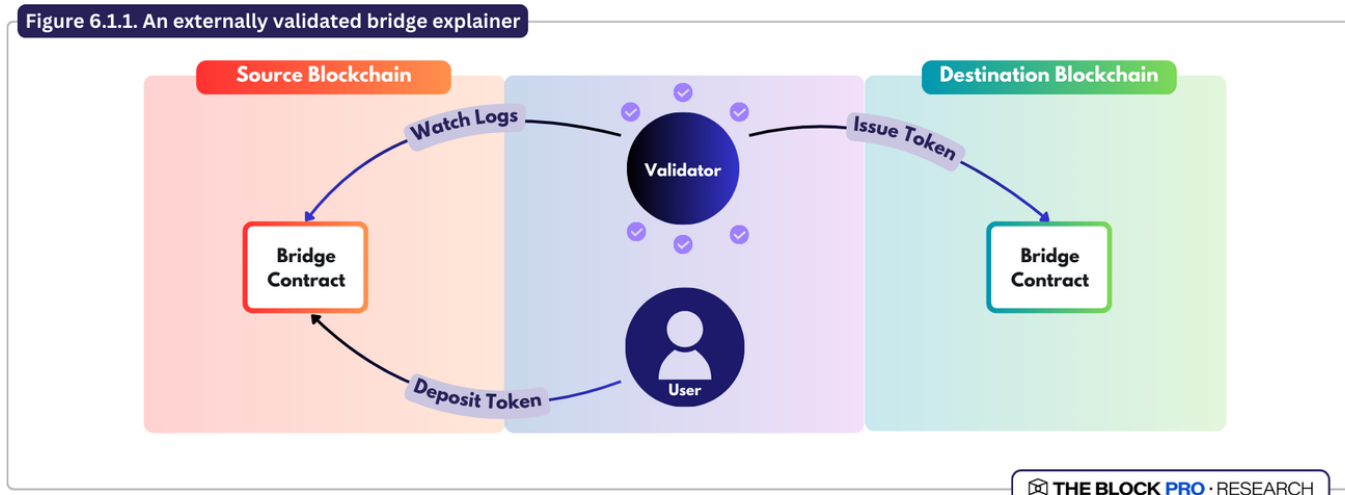 Figure 6.1.1. An externally validated bridge explainer
Source Blockchain
Destination Blockchain
Watch Logs
Issue Token
Validator
Bridge
Contract
Bridge
Contract
Deposit Token
User
THE BLOCK PRO · RESEARCH